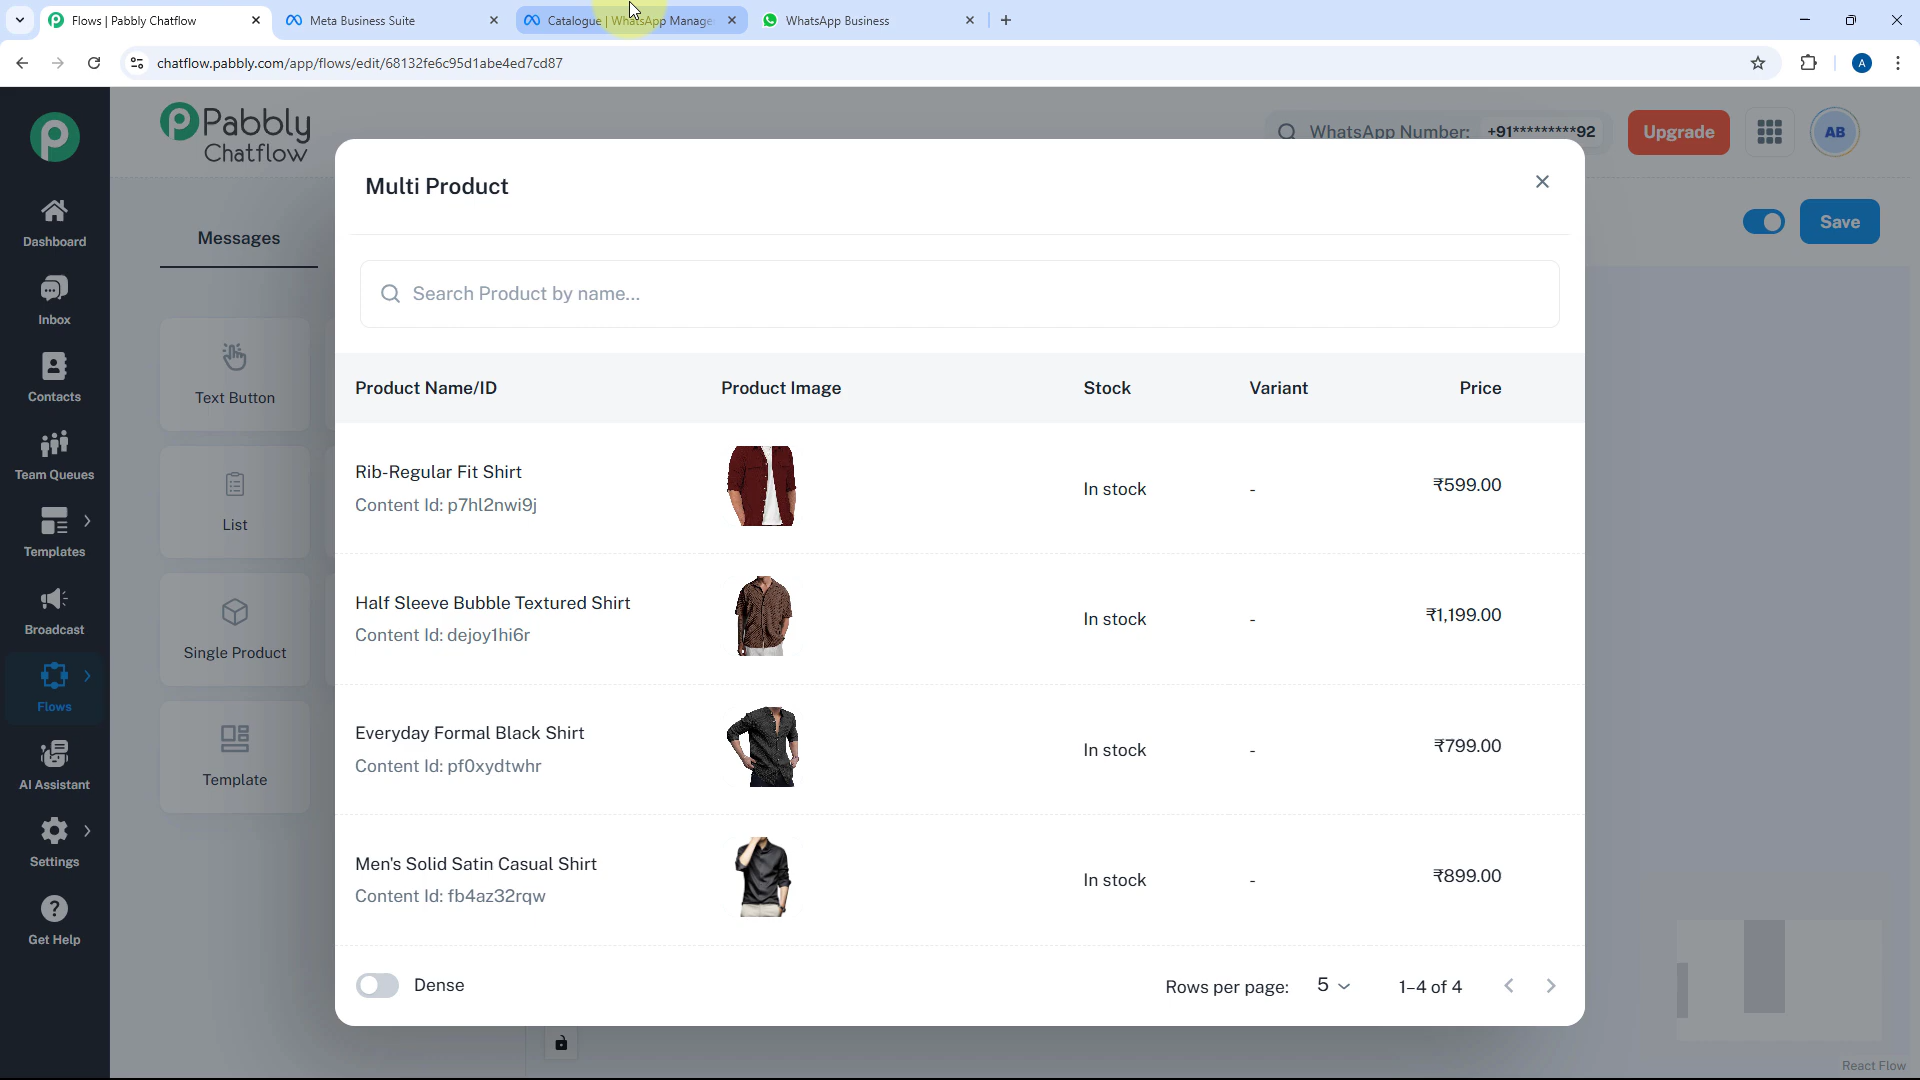 Flows | Pabbly Chatflow
Meta Business Suite
Catalogue | WhatsApp Manage
WhatsApp Business
chatflow.pabbly.com/app/flows/edit/68132fe6c95d1abe4ed7cd87
A
Pabbly
Chatflow
WhatsApp Number: +91*********92
Upgrade
AB
Dashboard
Inbox
Contacts
Team Queues
Templates
Broadcast
Flows
AI Assistant
Settings
Get Help
Messages
Save
Text Button
List
Single Product
Template
Multi Product
Search Product by name...
Product Name/ID Product Image Stock Variant Price
Rib-Regular Fit Shirt
Content Id: p7hl2nwi9j
In stock - ₹599.00
Half Sleeve Bubble Textured Shirt
Content Id: dejoy1hi6r
In stock - ₹1,199.00
Everyday Formal Black Shirt
Content Id: pf0xydtwhr
In stock - ₹799.00
Men's Solid Satin Casual Shirt
Content Id: fb4az32rqw
In stock - ₹899.00
Dense
Rows per page: 5 1–4 of 4
React Flow